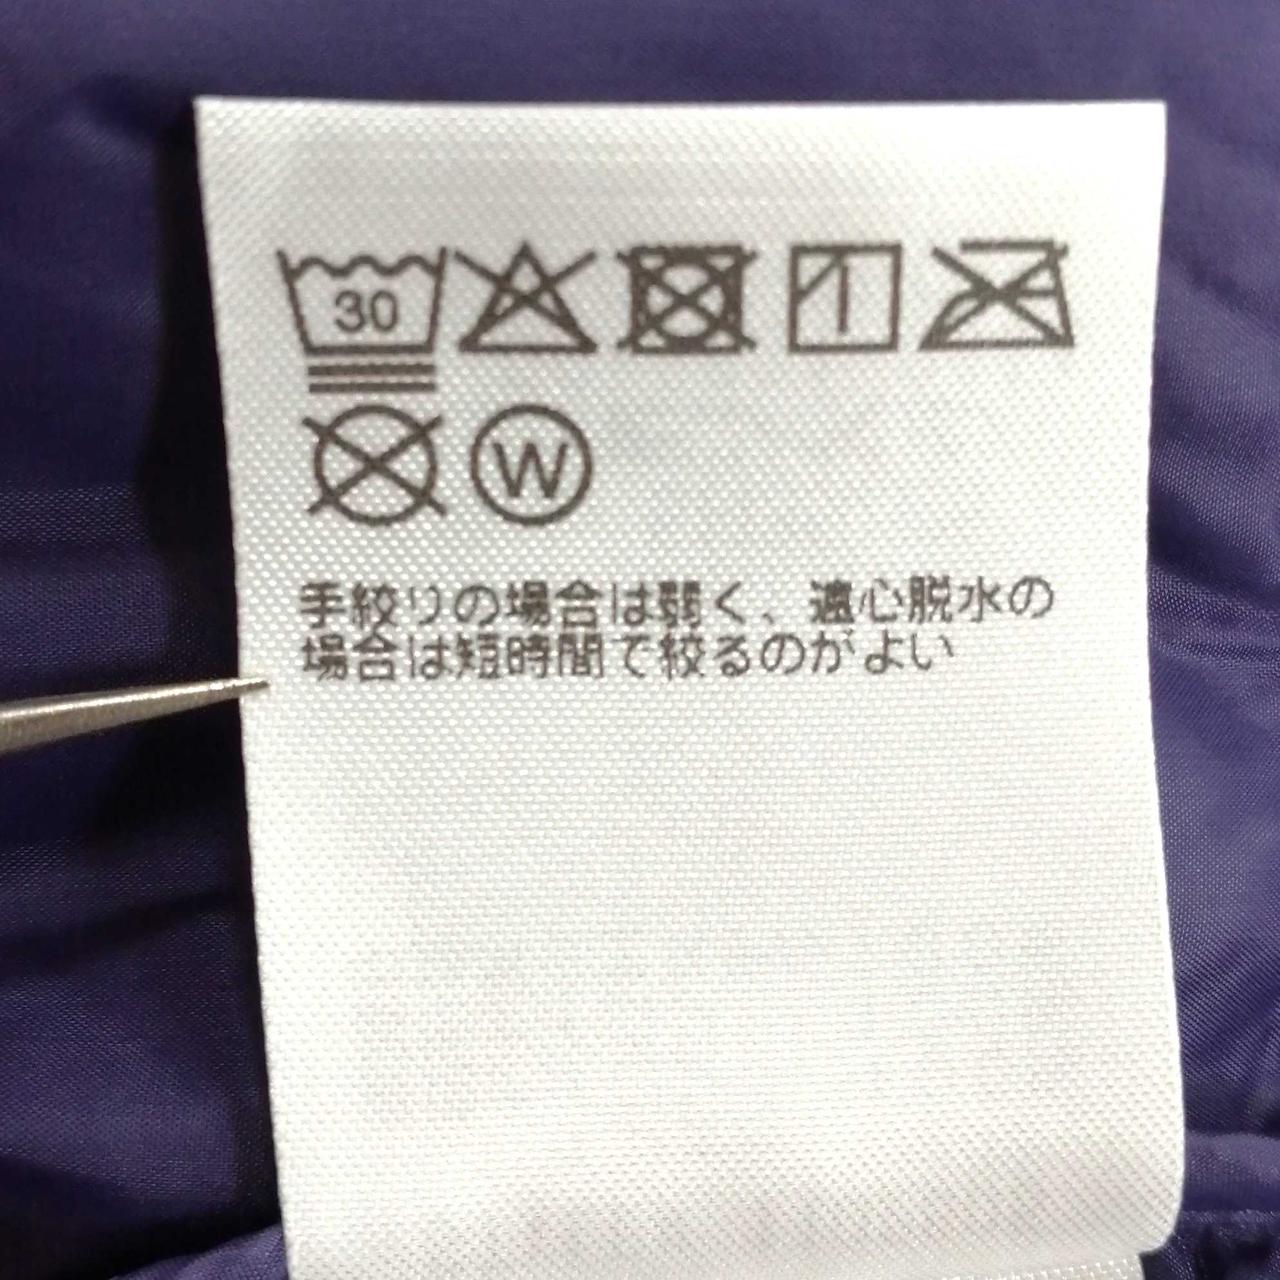 30
W
手絞りの場合は弱く、遠心脱水の
場合は短時間で絞るのがよい